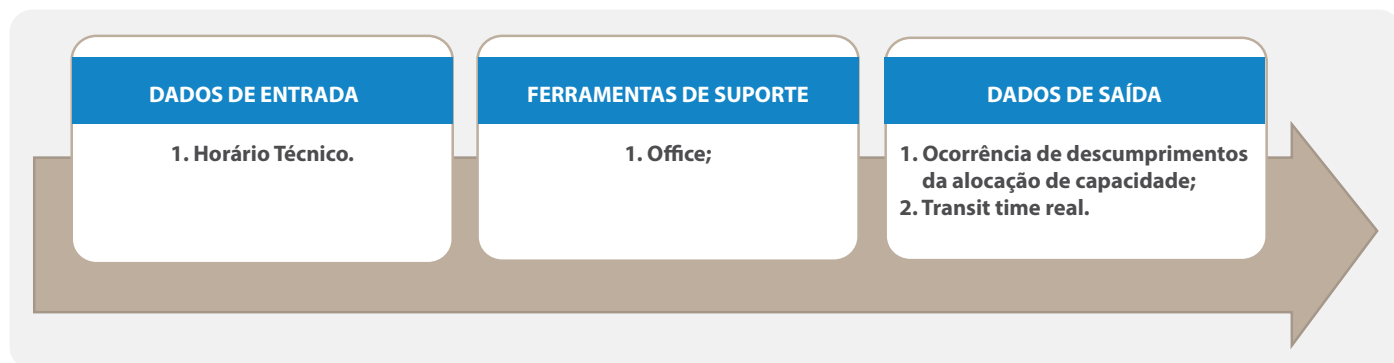 DADOS DE ENTRADA
1. Horário Técnico.
FERRAMENTAS DE SUPORTE
1. Office;
DADOS DE SAÍDA
1. Ocorrência de descumprimentos
da alocação de capacidade;
2. Transit time real.